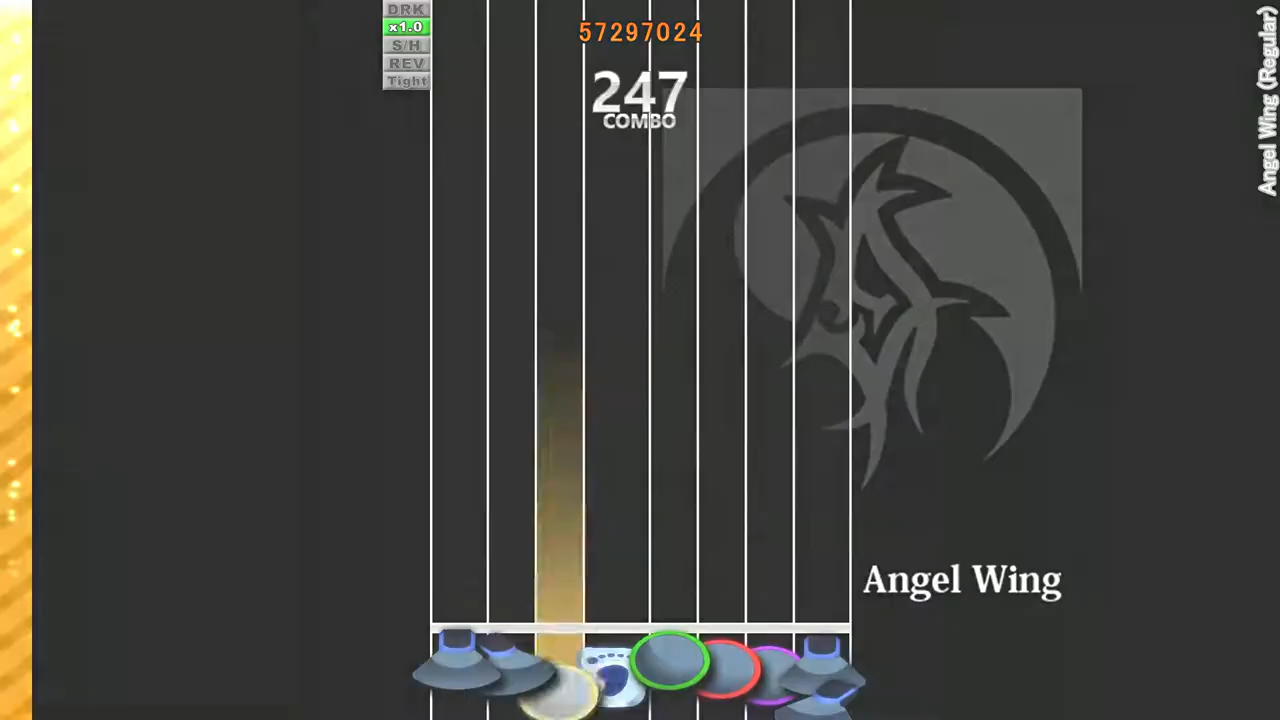 DRK
x1.0
S/H
REV
Tight
57297024
247
COMBO
Angel Wing (Regular)
Angel Wing